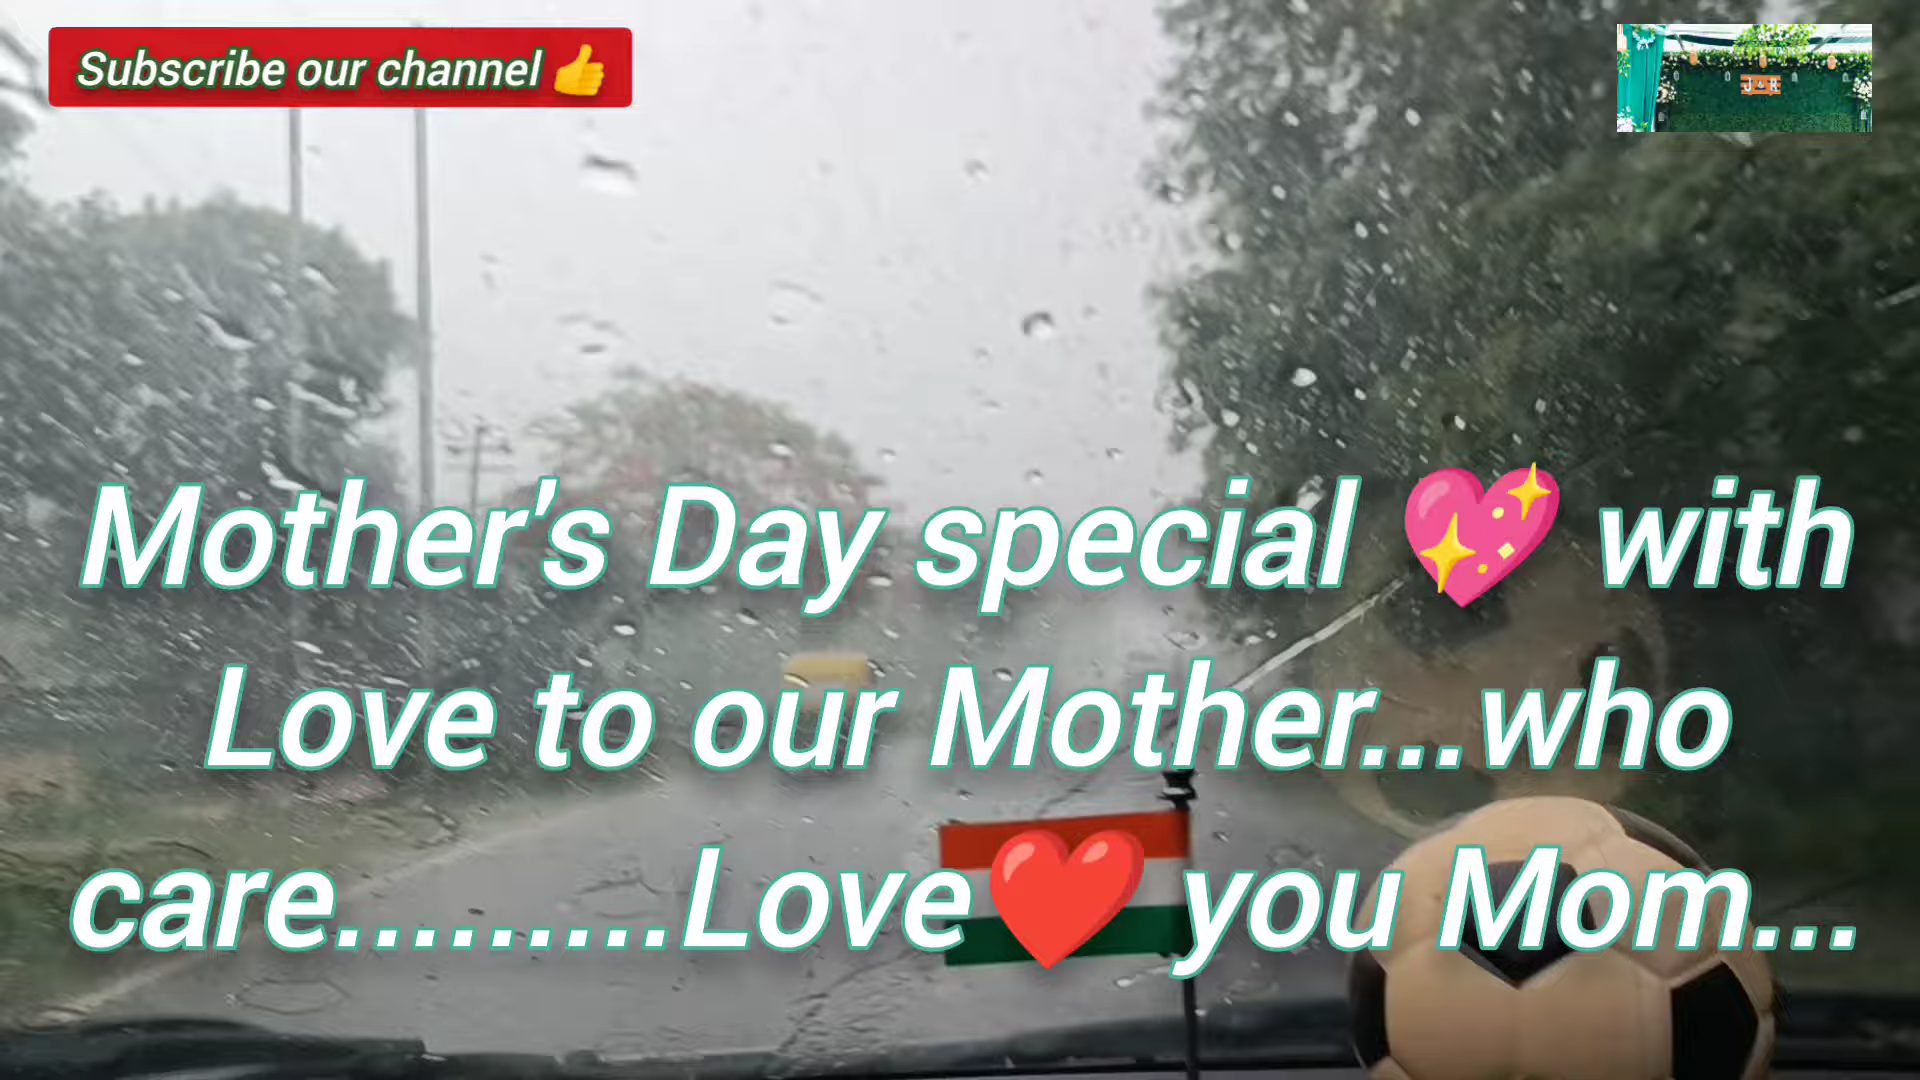 Subscribe our channel 👍
J & R
Mother's Day special 💖 with
Love to our Mother...who
care.........Love❤️you Mom...